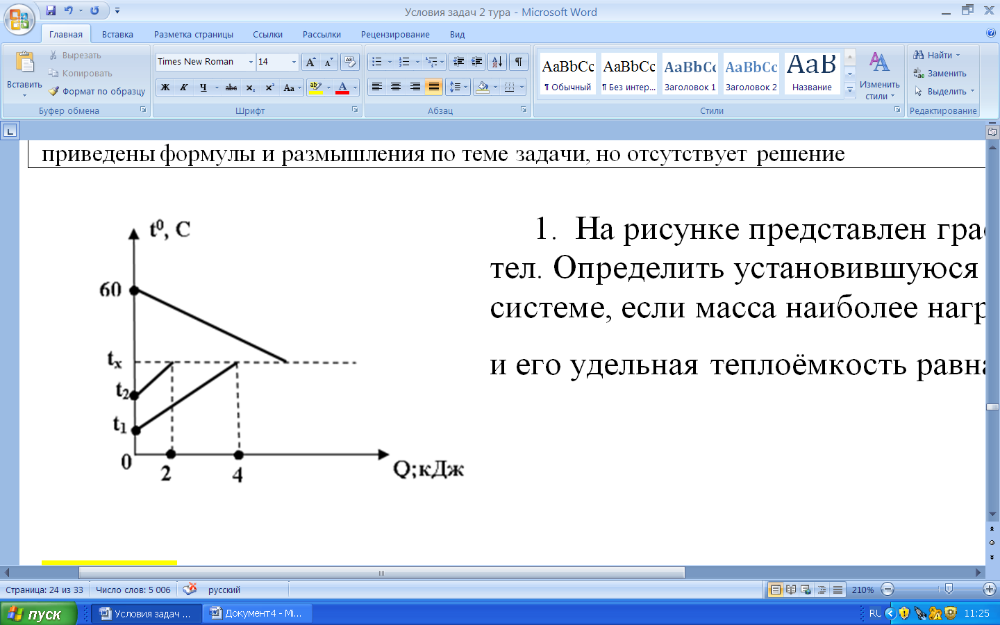 Условия задач 2 тура - Microsoft Word
Главная Вставка Разметка страницы Ссылки Рассылки Рецензирование Вид
Вставить
Вырезать
Копировать
Формат по образцу
Буфер обмена
Times New Roman 14
Ж К Ч abc x₂ x² Aa
Шрифт
Абзац
AaBbCc AaBbCc AaBbCc AaBbCc AaB
¶ Обычный ¶ Без интер... Заголовок 1 Заголовок 2 Название
Изменить стили
Стили
Найти
Заменить
Выделить
Редактирование
приведены формулы и размышления по теме задачи, но отсутствует решение
t⁰, C
60
tₓ
t₂
t₁
0
2
4
Q;кДж
1. На рисунке представлен гра
тел. Определить установившуюся
системе, если масса наиболее нагр
и его удельная теплоёмкость равна
Страница: 24 из 33 Число слов: 5 006 русский 210%
пуск Условия задач ... Документ4 - Mi... RU 11:25